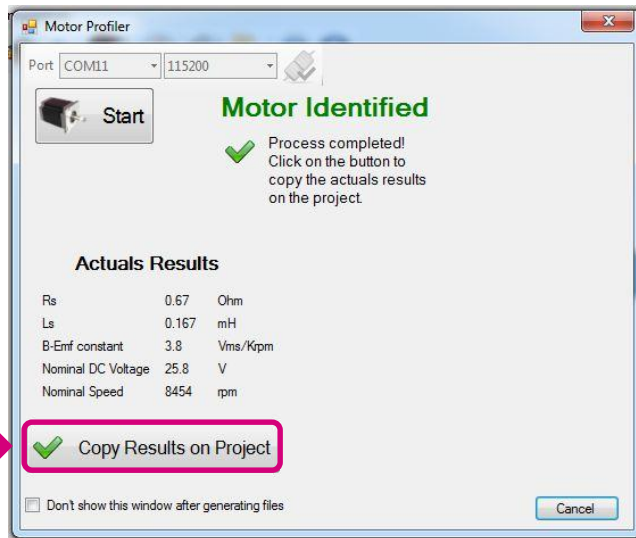 Motor Profiler
Port COM11 115200
Start
Motor Identified
Process completed!
Click on the button to
copy the actuals results
on the project.
Actuals Results
Rs 0.67 Ohm
Ls 0.167 mH
B-Emf constant 3.8 Vms/Krpm
Nominal DC Voltage 25.8 V
Nominal Speed 8454 rpm
Copy Results on Project
Don't show this window after generating files
Cancel